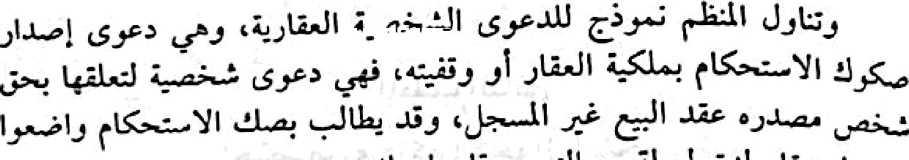 وتناول المنظم نموذج للدعوى الشخصية العقارية، وهي دعوى إصدار
صكوك الاستحكام بملكية العقار أو وقفيته، فهي دعوى شخصية لتعلقها بحق
شخص مصدره عقد البيع غير المسجل، وقد يطالب بصك الاستحكام واضعوا